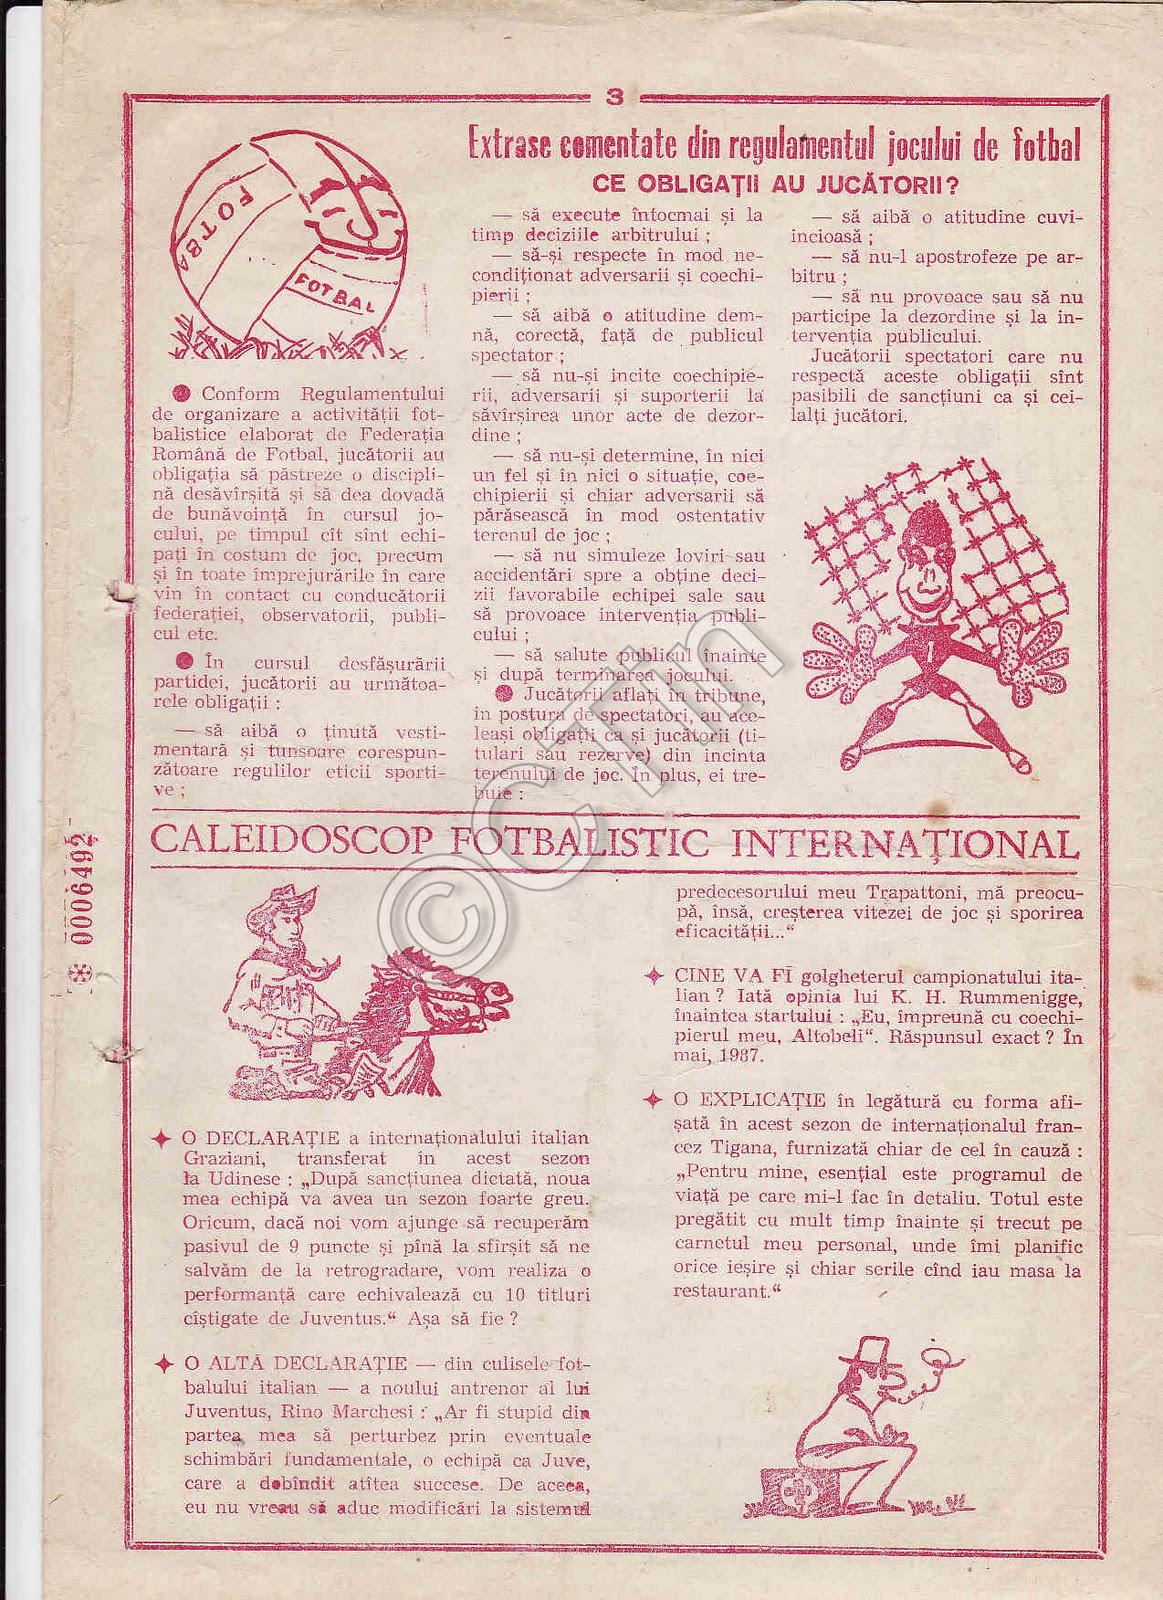 3
Extrase comentate din regulamentul jocului de fotbal
CE OBLIGAȚII AU JUCĂTORII?
FOTBA
FOTBAL
● Conform Regulamentului
de organizare a activității fot-
balistice elaborat de Federația
Română de Fotbal, jucătorii au
obligația să păstreze o discipli-
nă desăvîrșită și să dea dovadă
de bunăvoință în cursul jo-
cului, pe timpul cît sînt echi-
pați în costum de joc, precum
și în toate împrejurările în care
vin în contact cu conducătorii
federației, observatorii, publi-
cul etc.
● În cursul desfășurării
partidei, jucătorii au următoa-
rele obligații :
— să aibă o ținută vesti-
mentară și tunsoare corespun-
zătoare regulilor eticii sporti-
ve ;
— să execute întocmai și la
timp deciziile arbitrului ;
— să-și respecte în mod ne-
condiționat adversarii și coechi-
pierii ;
— să aibă o atitudine dem-
nă, corectă, față de publicul
spectator ;
— să nu-și incite coechipie-
rii, adversarii și suporterii la
săvîrșirea unor acte de dezor-
dine ;
— să nu-și determine, în nici
un fel și în nici o situație, coe-
chipierii și chiar adversarii să
părăsească în mod ostentativ
terenul de joc ;
— să nu simuleze loviri sau
accidentări spre a obține deci-
zii favorabile echipei sale sau
să provoace intervenția publi-
cului ;
— să salute publicul înainte
și după terminarea jocului.
● Jucătorii aflați în tribune,
în postura de spectatori, au ace-
leași obligații ca și jucătorii (ti-
tulari sau rezerve) din incinta
terenului de joc. În plus, ei tre-
buie :
— să aibă o atitudine cuvi-
incioasă ;
— să nu-l apostrofeze pe ar-
bitru ;
— să nu provoace sau să nu
participe la dezordine și la in-
tervenția publicului.
Jucătorii spectatori care nu
respectă aceste obligații sînt
pasibili de sancțiuni ca și cei-
lalți jucători.
1
CALEIDOSCOP FOTBALISTIC INTERNAȚIONAL
✦ O DECLARAȚIE a internaționalului italian
Graziani, transferat în acest sezon
la Udinese : „După sancțiunea dictată, noua
mea echipă va avea un sezon foarte greu.
Oricum, dacă noi vom ajunge să recuperăm
pasivul de 9 puncte și pînă la sfîrșit să ne
salvăm de la retrogradare, vom realiza o
performanță care echivalează cu 10 titluri
cîștigate de Juventus.“ Așa să fie ?
✦ O ALTĂ DECLARAȚIE — din culisele fot-
balului italian — a noului antrenor al lui
Juventus, Rino Marchesi : „Ar fi stupid din
partea mea să perturbez prin eventuale
schimbări fundamentale, o echipă ca Juve,
care a dobîndit atîtea succese. De aceea,
eu nu vreau să aduc modificări la sistemul
predecesorului meu Trapattoni, mă preocu-
pă, însă, creșterea vitezei de joc și sporirea
eficacității...“
✦ CINE VA FI golgheterul campionatului ita-
lian ? Iată opinia lui K. H. Rummenigge,
înaintea startului : „Eu, împreună cu coechi-
pierul meu, Altobeli“. Răspunsul exact ? În
mai, 1987.
✦ O EXPLICAȚIE în legătură cu forma afi-
șată în acest sezon de internaționalul fran-
cez Tigana, furnizată chiar de cel în cauză :
„Pentru mine, esențial este programul de
viață pe care mi-l fac în detaliu. Totul este
pregătit cu mult timp înainte și trecut pe
carnetul meu personal, unde îmi planific
orice ieșire și chiar serile cînd iau masa la
restaurant.“
* 0006492
©CTin